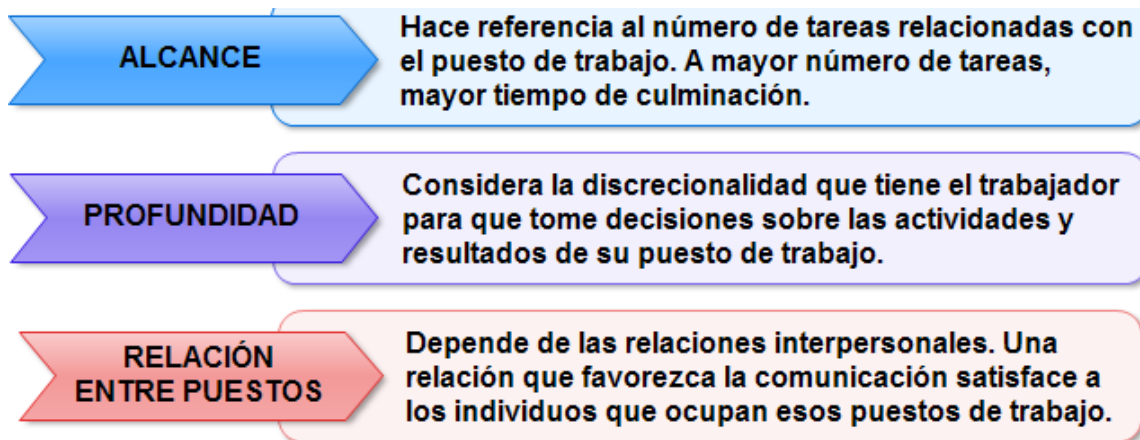 ALCANCE
Hace referencia al número de tareas relacionadas con
el puesto de trabajo. A mayor número de tareas,
mayor tiempo de culminación.
PROFUNDIDAD
Considera la discrecionalidad que tiene el trabajador
para que tome decisiones sobre las actividades y
resultados de su puesto de trabajo.
RELACIÓN
ENTRE PUESTOS
Depende de las relaciones interpersonales. Una
relación que favorezca la comunicación satisface a
los individuos que ocupan esos puestos de trabajo.